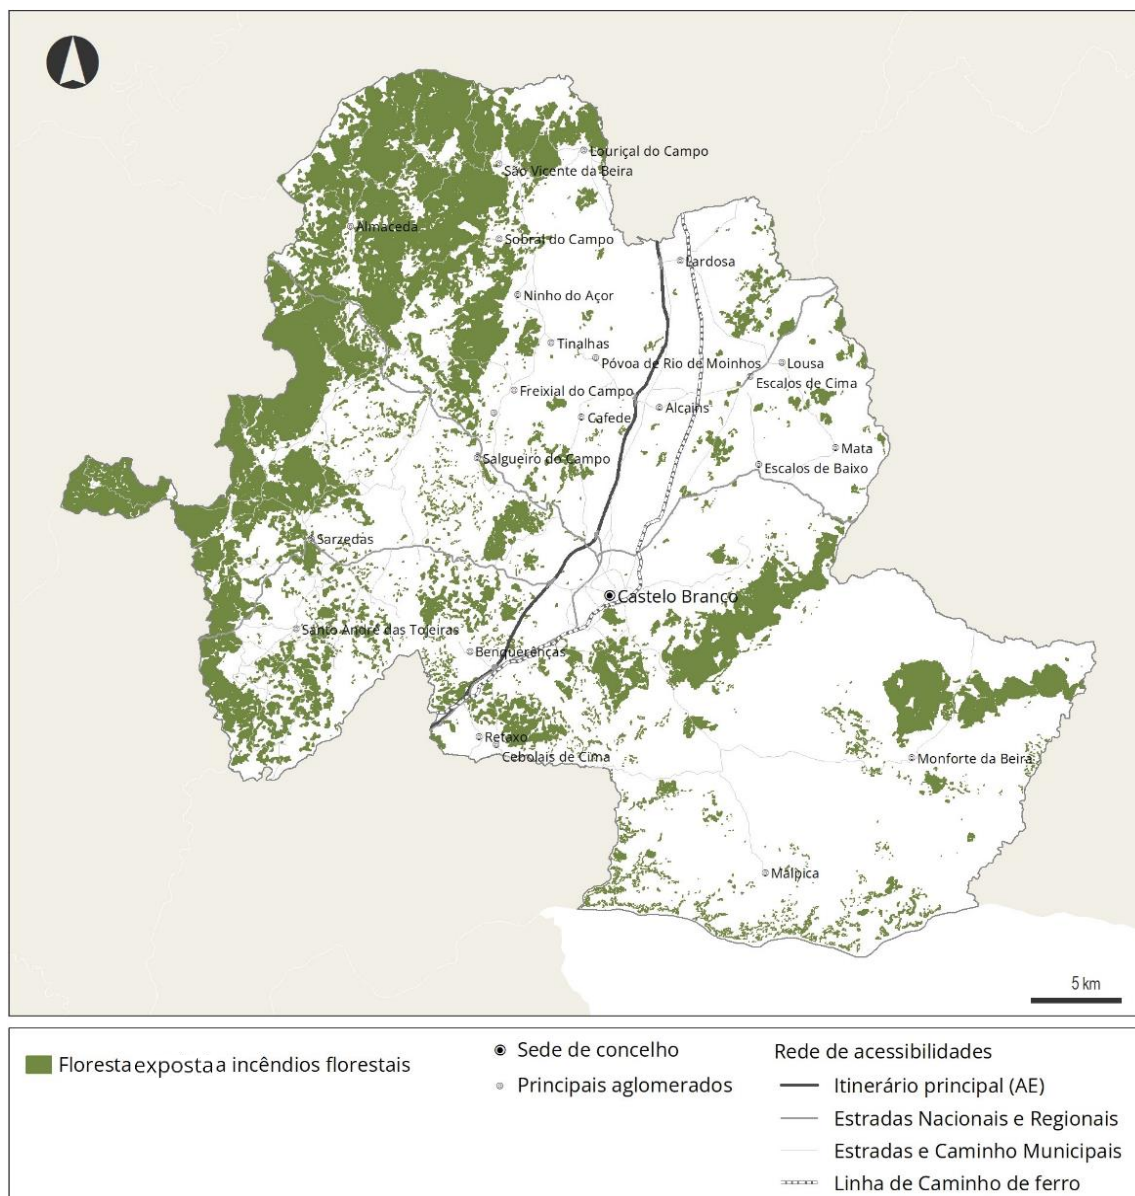 Louriçal do Campo
São Vicente da Beira
Almaceda
Sobral do Campo
Lardosa
Ninho do Açor
Tinalhas
Póvoa de Rio de Moinhos
Lousa
Escalos de Cima
Freixial do Campo
Alcains
Cafede
Mata
Salgueiro do Campo
Escalos de Baixo
Sarzedas
Castelo Branco
Santo André das Tojeiras
Benquerenças
Retaxo
Cebolais de Cima
Monforte da Beira
Malpica
5 km
Floresta exposta a incêndios florestais
Sede de concelho
Principais aglomerados
Rede de acessibilidades
Itinerário principal (AE)
Estradas Nacionais e Regionais
Estradas e Caminho Municipais
Linha de Caminho de ferro